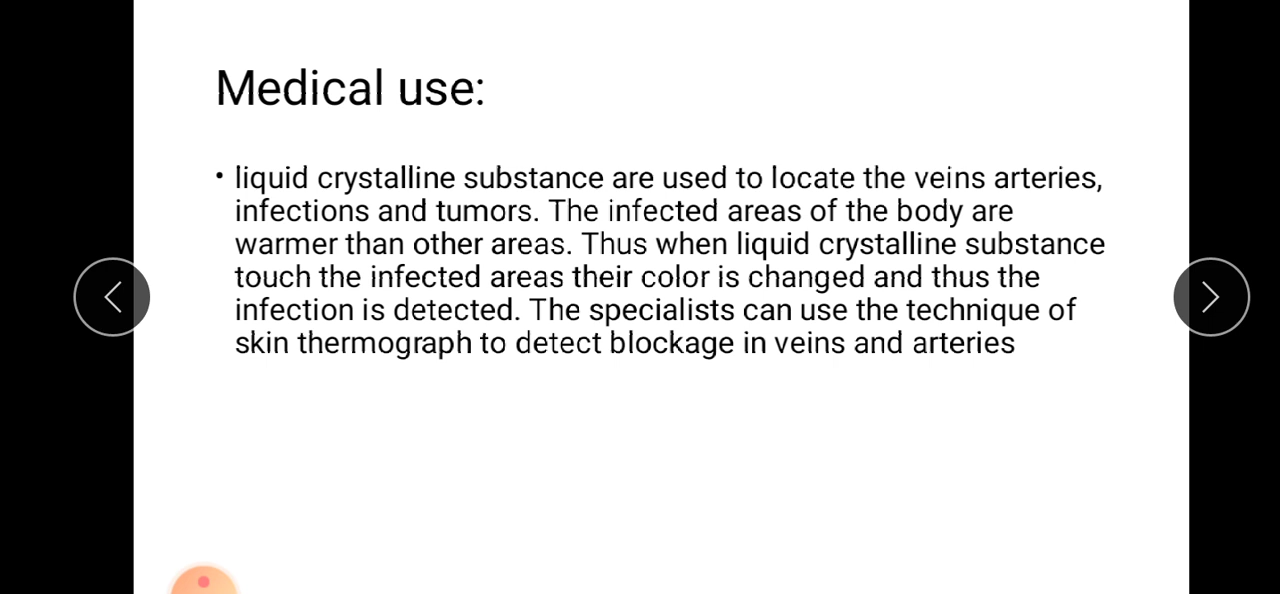 Medical use:
• liquid crystalline substance are used to locate the veins arteries,
infections and tumors. The infected areas of the body are
warmer than other areas. Thus when liquid crystalline substance
touch the infected areas their color is changed and thus the
infection is detected. The specialists can use the technique of
skin thermograph to detect blockage in veins and arteries